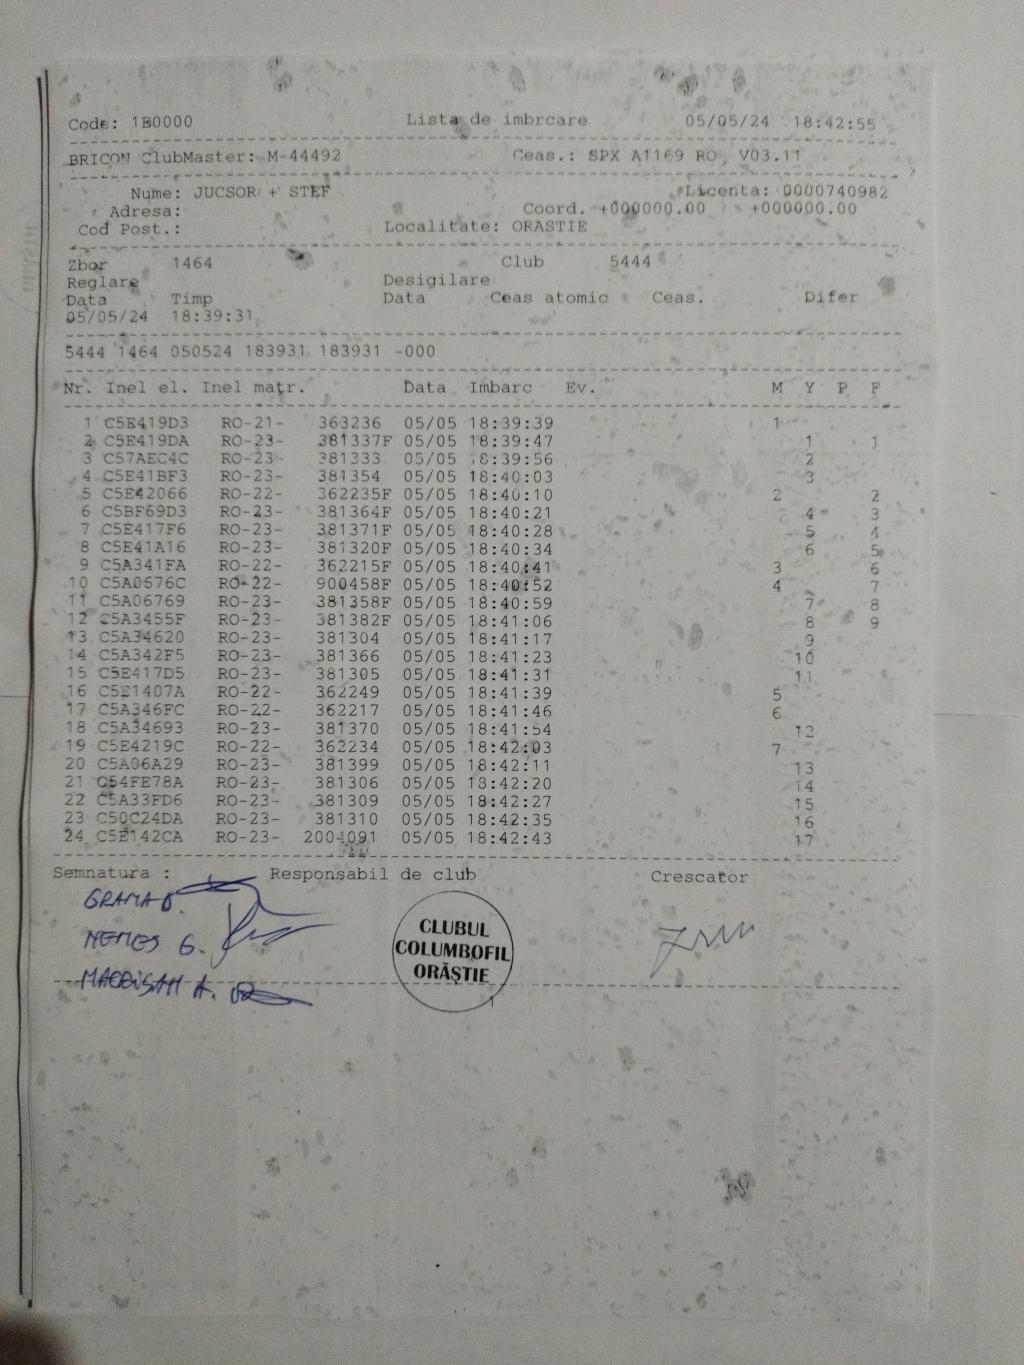 Code: 1E0000 Lista de imbrcare 05/05/24 18:42:55
BRICON ClubMaster: M-44492 Ceas.: SPX A1169 RO V03.11
Nume: JUCSOR + STEF Licenta: 0000740982
Adresa: Coord. +000000.00 +000000.00
Cod Post.: Localitate: ORASTIE
Zbor 1464 Club 5444
Reglare Desigilare
Data Timp Data Ceas atomic Ceas. Difer
05/05/24 18:39:31
5444 1464 050524 183931 183931 -000
Nr. Inel el. Inel matr. Data Imbarc Ev. M Y P F
1 C5E419D3 RO-21- 363236 05/05 18:39:39 1
2 C5E419DA RO-23- 381337F 05/05 18:39:47 1 1
3 C57AEC4C RO-23- 381333 05/05 18:39:56 2
4 C5E41BF3 RO-23- 381354 05/05 18:40:03 3
5 C5E42066 RO-22- 362235F 05/05 18:40:10 2 2
6 C5BF69D3 RO-23- 381364F 05/05 18:40:21 4 3
7 C5E417F6 RO-23- 381371F 05/05 18:40:28 5 4
8 C5E41A16 RO-23- 381320F 05/05 18:40:34 6 5
9 C5A341FA RO-22- 362215F 05/05 18:40:41 3 6
10 C5A0576C RO-22- 900458F 05/05 18:40:52 4 7
11 C5A06769 RO-23- 381358F 05/05 18:40:59 7 8
12 C5A3455F RO-23- 381382F 05/05 18:41:06 8 9
13 C5A34620 RO-23- 381304 05/05 18:41:17 9
14 C5A342F5 RO-23- 381366 05/05 18:41:23 10
15 C5E417D5 RO-23- 381305 05/05 18:41:31 11
16 C5E1407A RO-22- 362249 05/05 18:41:39 5
17 C5A346FC RO-22- 362217 05/05 18:41:46 6
18 C5A34693 RO-23- 381370 05/05 18:41:54 12
19 C5E4219C RO-22- 362234 05/05 18:42:03 7
20 C5A06A29 RO-23- 381399 05/05 18:42:11 13
21 C54FE78A RO-23- 381306 05/05 18:42:20 14
22 C5A33FD6 RO-23- 381309 05/05 18:42:27 15
23 C50C24DA RO-23- 381310 05/05 18:42:35 16
24 C5E142CA RO-23- 2004091 05/05 18:42:43 17
Semnatura : Responsabil de club Crescator
GRAMA D.
NEMES G.
CLUBUL
COLUMBOFIL
ORĂȘTIE
1